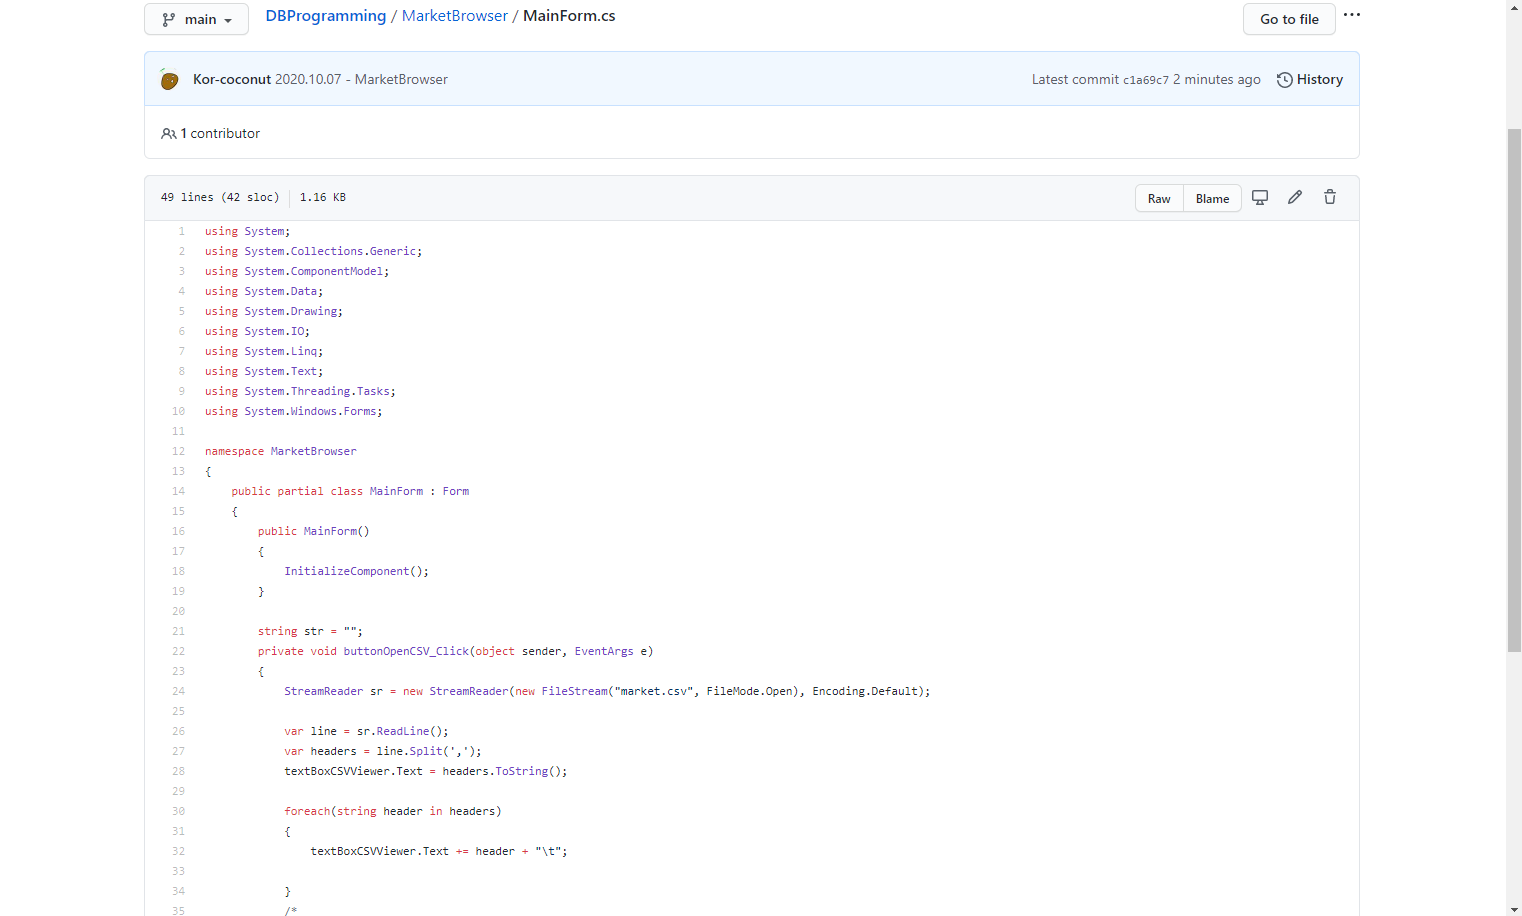 main
DBProgramming / MarketBrowser / MainForm.cs
Go to file
Kor-coconut 2020.10.07 - MarketBrowser
Latest commit c1a69c7 2 minutes ago
History
1 contributor
49 lines (42 sloc)
1.16 KB
Raw
Blame
1 using System;
2 using System.Collections.Generic;
3 using System.ComponentModel;
4 using System.Data;
5 using System.Drawing;
6 using System.IO;
7 using System.Linq;
8 using System.Text;
9 using System.Threading.Tasks;
10 using System.Windows.Forms;
11
12 namespace MarketBrowser
13 {
14     public partial class MainForm : Form
15     {
16         public MainForm()
17         {
18             InitializeComponent();
19         }
20
21         string str = "";
22         private void buttonOpenCSV_Click(object sender, EventArgs e)
23         {
24             StreamReader sr = new StreamReader(new FileStream("market.csv", FileMode.Open), Encoding.Default);
25
26             var line = sr.ReadLine();
27             var headers = line.Split(',');
28             textBoxCSVViewer.Text = headers.ToString();
29
30             foreach(string header in headers)
31             {
32                 textBoxCSVViewer.Text += header + "\t";
33
34             }
35             /*